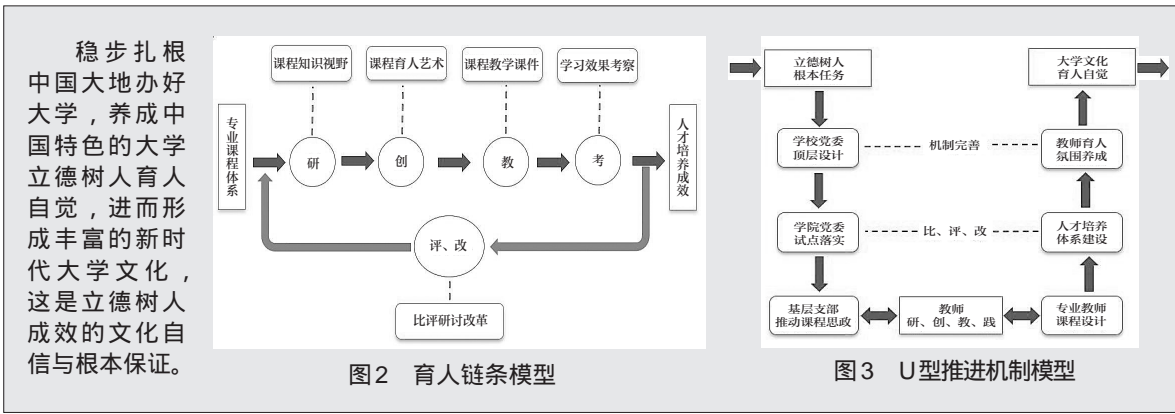 稳步扎根
中国大地办好
大学，养成中
国特色的大学
立德树人育人
自觉，进而形
成丰富的新时
代大学文化，
这是立德树人
成效的文化自
信与根本保证。
课程知识视野
课程育人艺术
课程教学课件
学习效果考察
专业课程体系
研
创
教
考
人才培养成效
评、改
比评研讨改革
图2 育人链条模型
立德树人
根本任务
大学文化
育人自觉
学校党委
顶层设计
机制完善
教师育人
氛围养成
学院党委
试点落实
比、评、改
人才培养
体系建设
基层支部
推动课程思政
教师
研、创、教、践
专业教师
课程设计
图3 U型推进机制模型